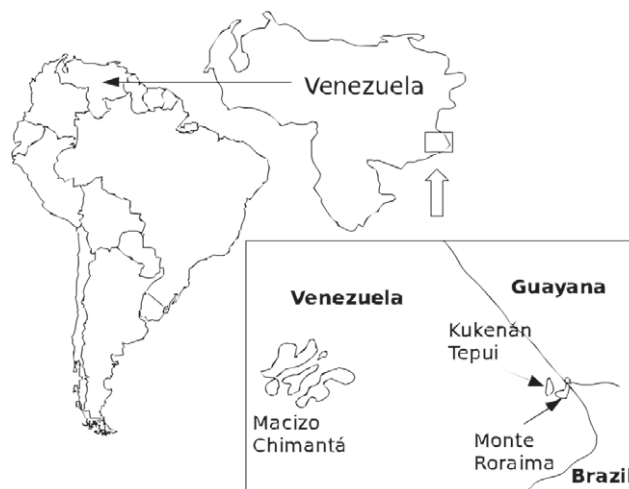 Venezuela
Venezuela
Guayana
Kukenán
Tepui
Macizo
Chimantá
Monte
Roraima
Brazil